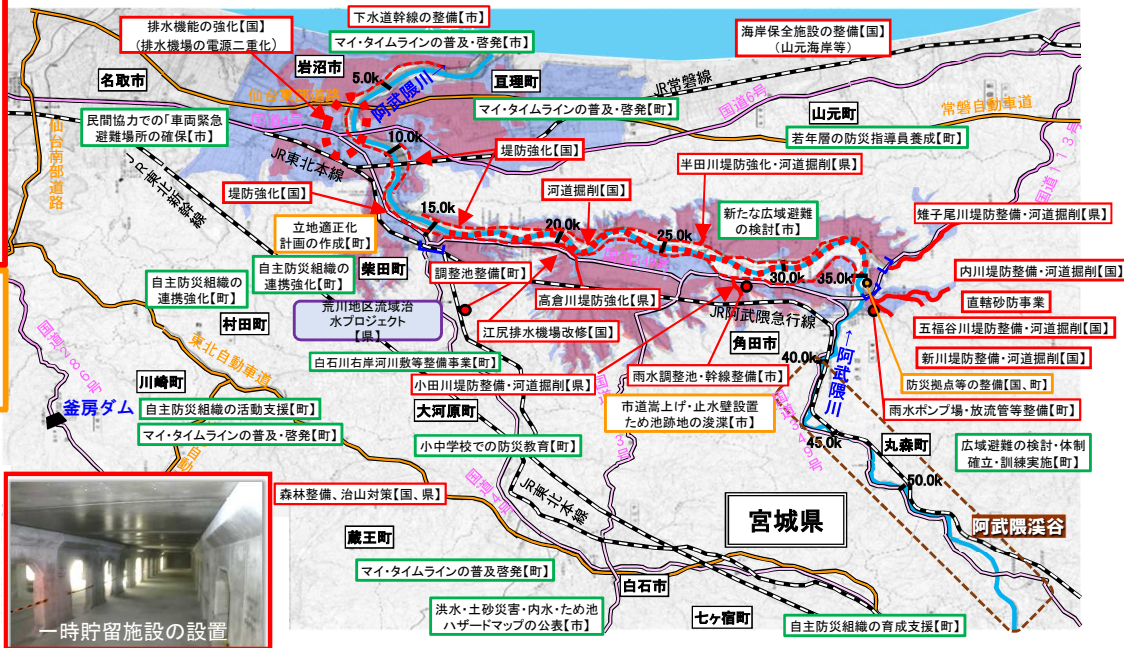 排水機能の強化【国】
(排水機場の電源二重化)
下水道幹線の整備【市】
マイ・タイムラインの普及・啓発【市】
海岸保全施設の整備【国】
(山元海岸等)
名取市
岩沼市
5.0k
阿武隈川
亘理町
JR常磐線
国道6号
山元町
常磐自動車道
国道113号
仙台東部道路
マイ・タイムラインの普及・啓発【町】
若年層の防災指導員養成【町】
民間協力での「車両緊急
避難場所の確保【市】
仙台南部道路
国道4号
10.0k
JR東北本線
JR東北新幹線
堤防強化【国】
半田川堤防強化・河道掘削【県】
堤防強化【国】
15.0k
河道掘削【国】
20.0k
25.0k
新たな広域避難
の検討【市】
雉子尾川堤防整備・河道掘削【県】
立地適正化
計画の作成【町】
柴田町
30.0k
35.0k
内川堤防整備・河道掘削【国】
自主防災組織の
連携強化【町】
自主防災組織の
連携強化【町】
調整池整備【町】
高倉川堤防強化【県】
直轄砂防事業
荒川地区流域治
水プロジェクト
【県】
江尻排水機場改修【国】
JR阿武隈急行線
角田市
五福谷川堤防整備・河道掘削【国】
村田町
国道286号
東北自動車道
白石川右岸河川敷等整備事業【町】
40.0k
←阿武隈川
新川堤防整備・河道掘削【国】
小田川堤防整備・河道掘削【県】
雨水調整池・幹線整備【市】
防災拠点等の整備【国、町】
川崎町
釜房ダム
自主防災組織の活動支援【町】
大河原町
市道嵩上げ・止水壁設置
ため池跡地の浚渫【市】
国道349号
雨水ポンプ場・放流管等整備【町】
マイ・タイムラインの普及・啓発【町】
小中学校での防災教育【町】
45.0k
丸森町
広域避難の検討・体制
確立・訓練実施【町】
50.0k
国道4号
JR東北本線
森林整備、治山対策【国、県】
宮城県
阿武隈渓谷
蔵王町
マイ・タイムラインの普及啓発【町】
白石市
洪水・土砂災害・内水・ため池
ハザードマップの公表【市】
七ヶ宿町
自主防災組織の育成支援【町】
一時貯留施設の設置